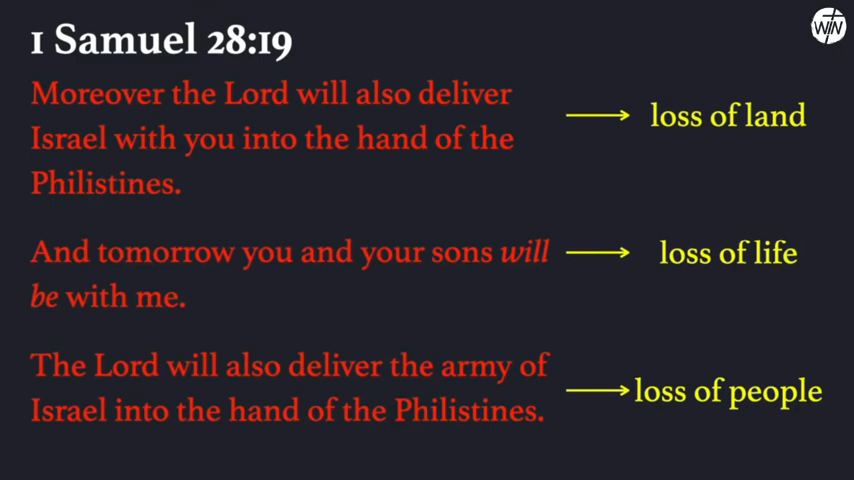 WIN
1 Samuel 28:19
Moreover the Lord will also deliver
Israel with you into the hand of the
Philistines.
loss of land
And tomorrow you and your sons will
be with me.
loss of life
The Lord will also deliver the army of
Israel into the hand of the Philistines.
loss of people